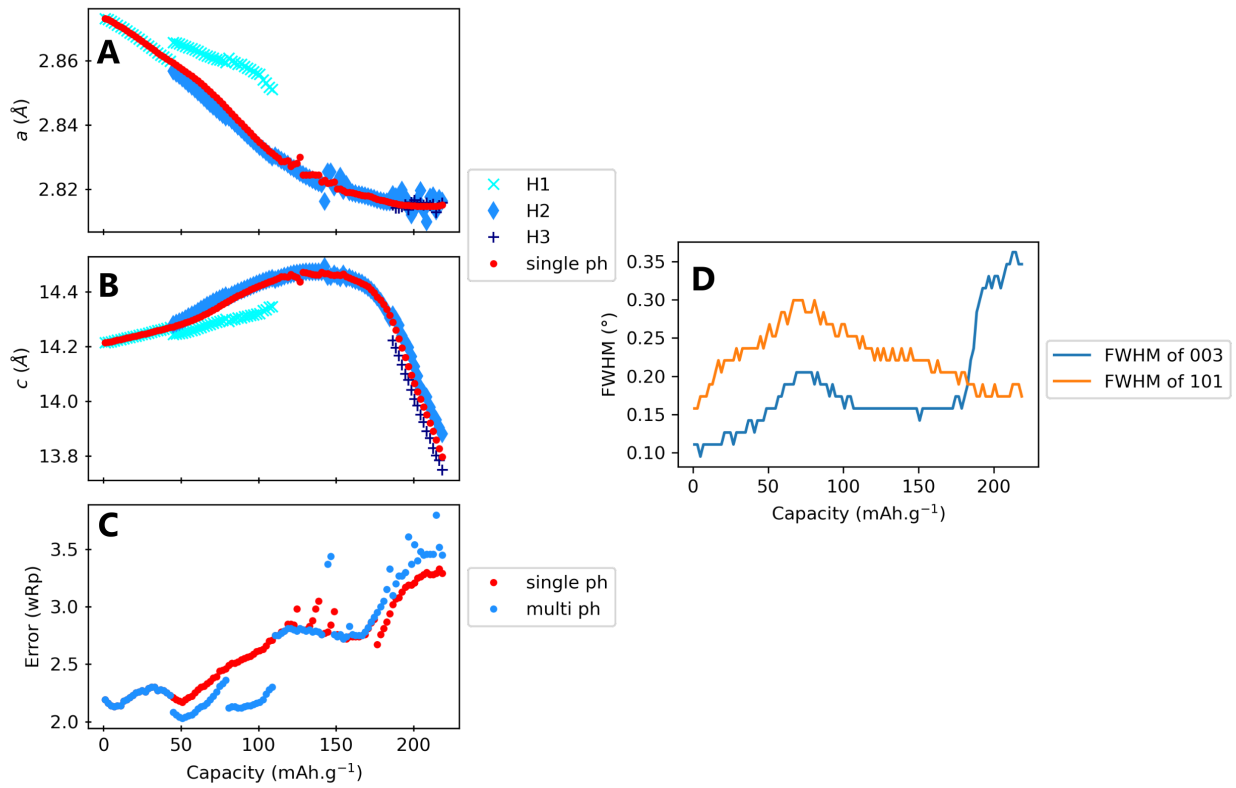 A
2.86
2.84
2.82
a (Å)
H1
H2
H3
single ph
B
14.4
14.2
14.0
13.8
c (Å)
C
3.5
3.0
2.5
2.0
Error (wRp)
0 50 100 150 200
Capacity (mAh.g⁻¹)
single ph
multi ph
D
0.35
0.30
0.25
0.20
0.15
0.10
FWHM (°)
0 50 100 150 200
Capacity (mAh.g⁻¹)
FWHM of 003
FWHM of 101